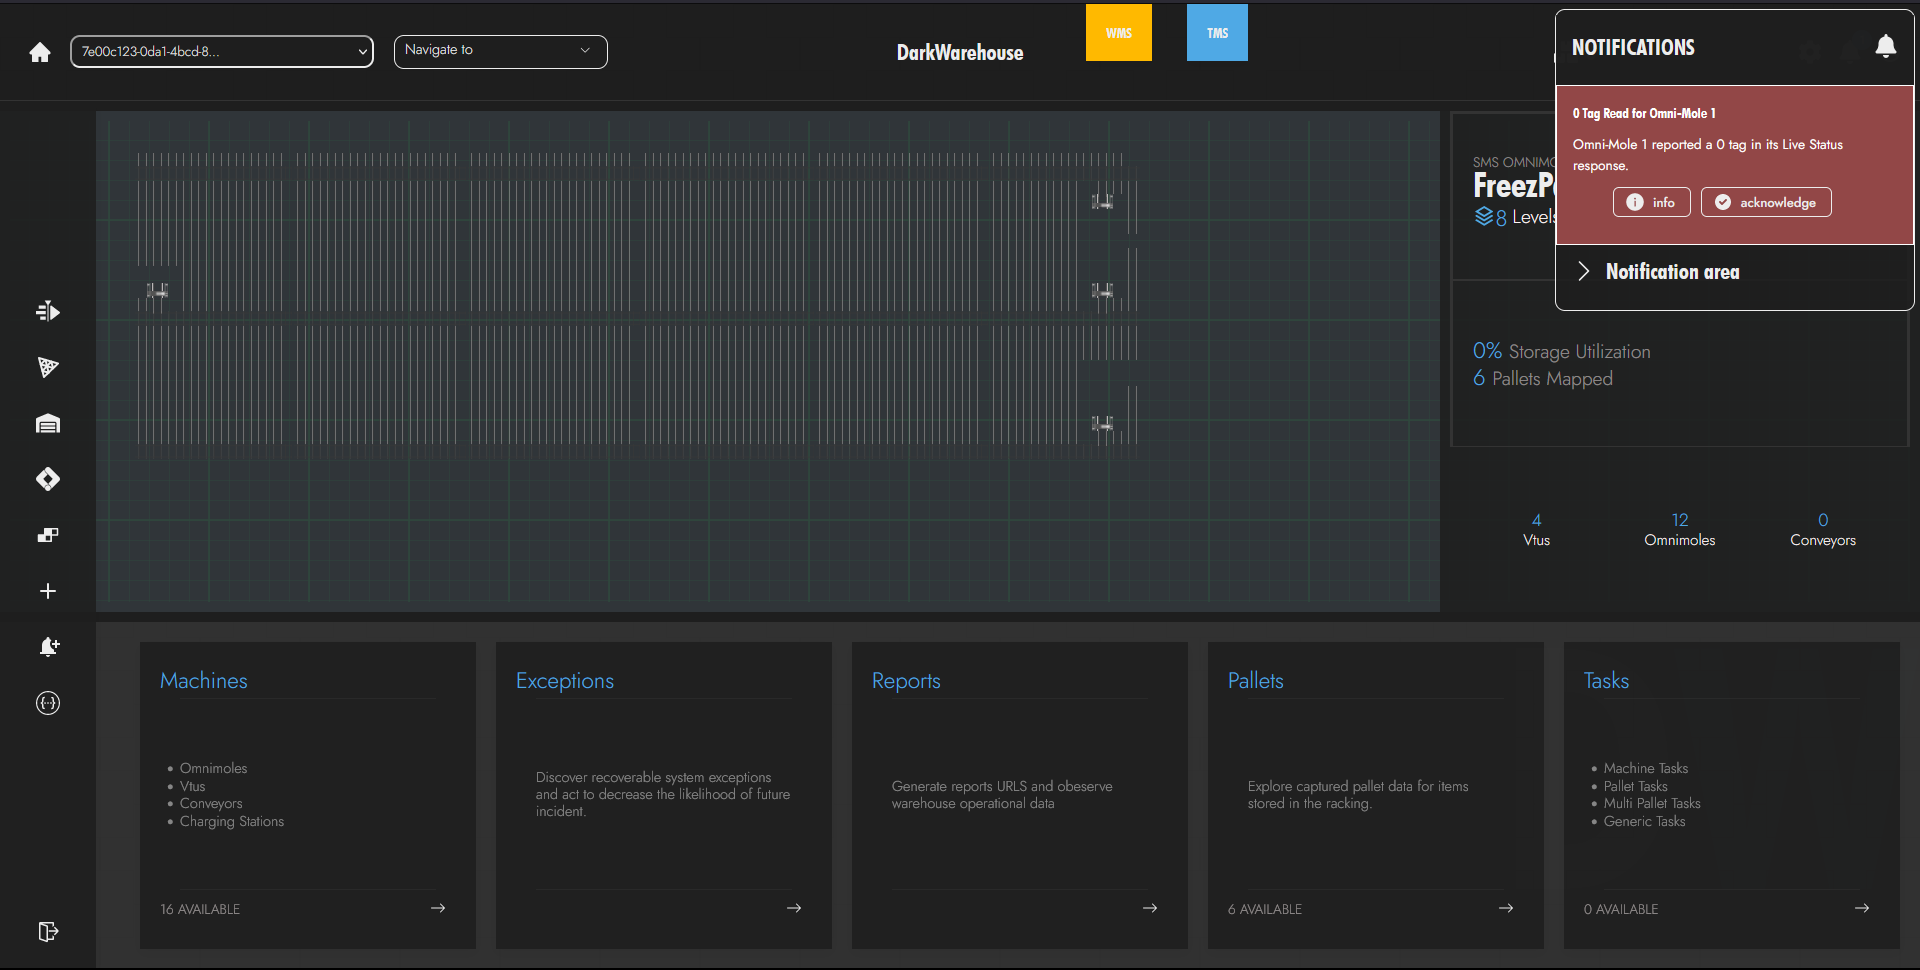 7e00c123-0da1-4bcd-8...
Navigate to
DarkWarehouse
WMS
TMS
NOTIFICATIONS
0 Tag Read for Omni-Mole 1
Omni-Mole 1 reported a 0 tag in its Live Status
response.
info
acknowledge
Notification area
SMS
8 Levels
0% Storage Utilization
6 Pallets Mapped
4
Vtus
12
Omnimoles
0
Conveyors
Machines
Omnimoles
Vtus
Conveyors
Charging Stations
16 AVAILABLE
Exceptions
Discover recoverable system exceptions
and act to decrease the likelihood of future
incident.
Reports
Generate reports URLS and obeserve
warehouse operational data
Pallets
Explore captured pallet data for items
stored in the racking.
6 AVAILABLE
Tasks
Machine Tasks
Pallet Tasks
Multi Pallet Tasks
Generic Tasks
0 AVAILABLE